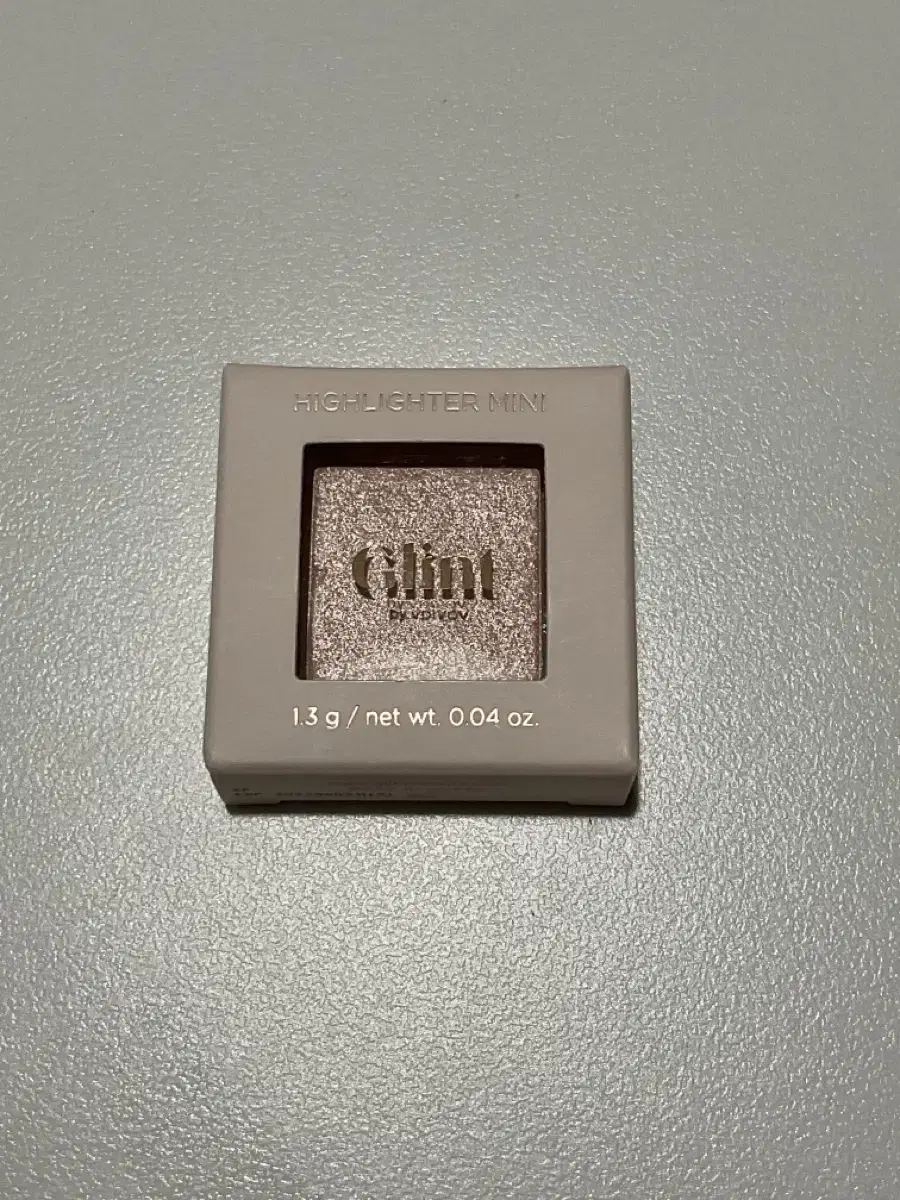 HIGHLIGHTER MINI
Glint
by VDIVOV
1.3 g / net wt. 0.04 oz.